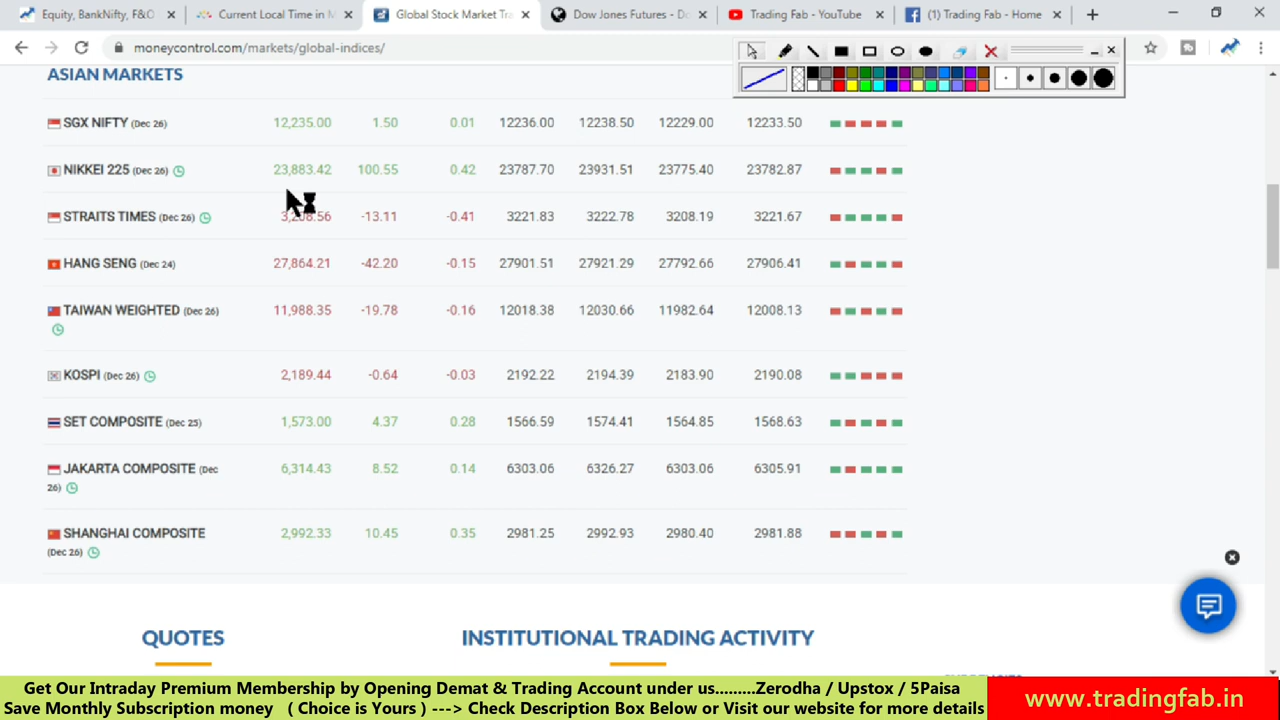 Equity, BankNifty, F&O
Current Local Time in M
Global Stock Market Tra
Dow Jones Futures - Do
Trading Fab - YouTube
(1) Trading Fab - Home
moneycontrol.com/markets/global-indices/
ASIAN MARKETS
SGX NIFTY (Dec 26) 12,235.00 1.50 0.01 12236.00 12238.50 12229.00 12233.50
NIKKEI 225 (Dec 26) 23,883.42 100.55 0.42 23787.70 23931.51 23775.40 23782.87
STRAITS TIMES (Dec 26) -13.11 -0.41 3221.83 3222.78 3208.19 3221.67
HANG SENG (Dec 24) 27,864.21 -42.20 -0.15 27901.51 27921.29 27792.66 27906.41
TAIWAN WEIGHTED (Dec 26) 11,988.35 -19.78 -0.16 12018.38 12030.66 11982.64 12008.13
KOSPI (Dec 26) 2,189.44 -0.64 -0.03 2192.22 2194.39 2183.90 2190.08
SET COMPOSITE (Dec 25) 1,573.00 4.37 0.28 1566.59 1574.41 1564.85 1568.63
JAKARTA COMPOSITE (Dec 6,314.43 8.52 0.14 6303.06 6326.27 6303.06 6305.91
26)
SHANGHAI COMPOSITE 2,992.33 10.45 0.35 2981.25 2992.93 2980.40 2981.88
(Dec 26)
QUOTES
INSTITUTIONAL TRADING ACTIVITY
Get Our Intraday Premium Membership by Opening Demat & Trading Account under us.........Zerodha / Upstox / 5Paisa
Save Monthly Subscription money ( Choice is Yours ) ---> Check Description Box Below or Visit our website for more details
www.tradingfab.in